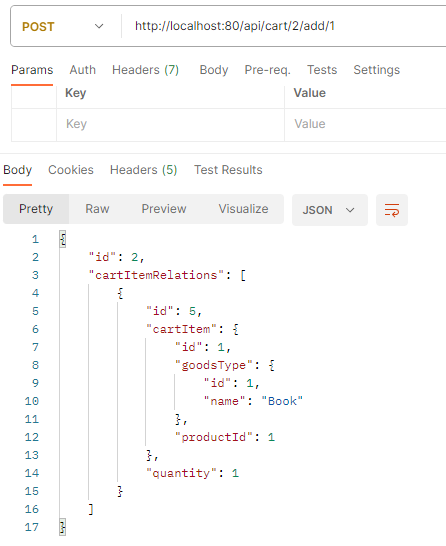 POST http://localhost:80/api/cart/2/add/1
Params Auth Headers (7) Body Pre-req. Tests Settings
Key Value
Key Value
Body Cookies Headers (5) Test Results
Pretty Raw Preview Visualize JSON
1 {
2 "id": 2,
3 "cartItemRelations": [
4 {
5 "id": 5,
6 "cartItem": {
7 "id": 1,
8 "goodsType": {
9 "id": 1,
10 "name": "Book"
11 },
12 "productId": 1
13 },
14 "quantity": 1
15 }
16 ]
17 }